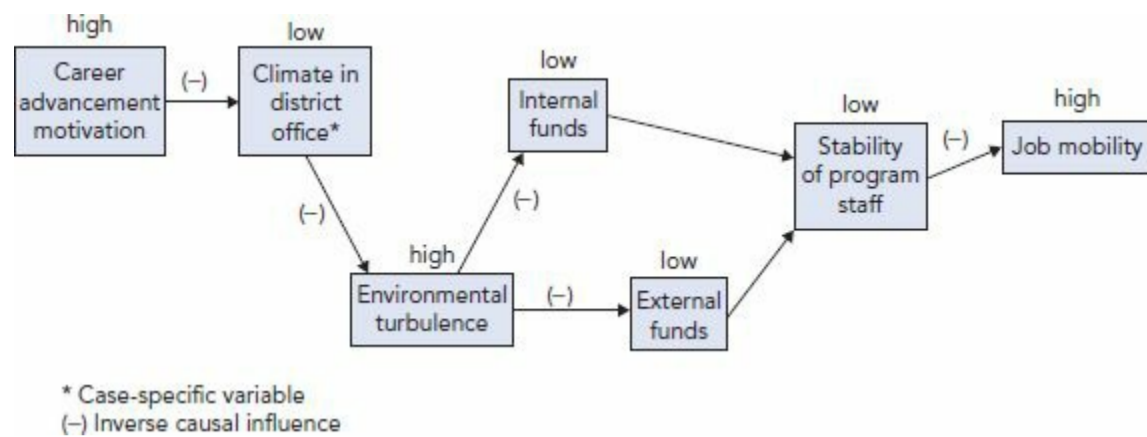 high
Career
advancement
motivation
(–)
low
Climate in
district
office*
(–)
high
Environmental
turbulence
(–)
low
Internal
funds
(–)
low
External
funds
low
Stability
of program
staff
(–)
high
Job mobility
* Case-specific variable
(–) Inverse causal influence